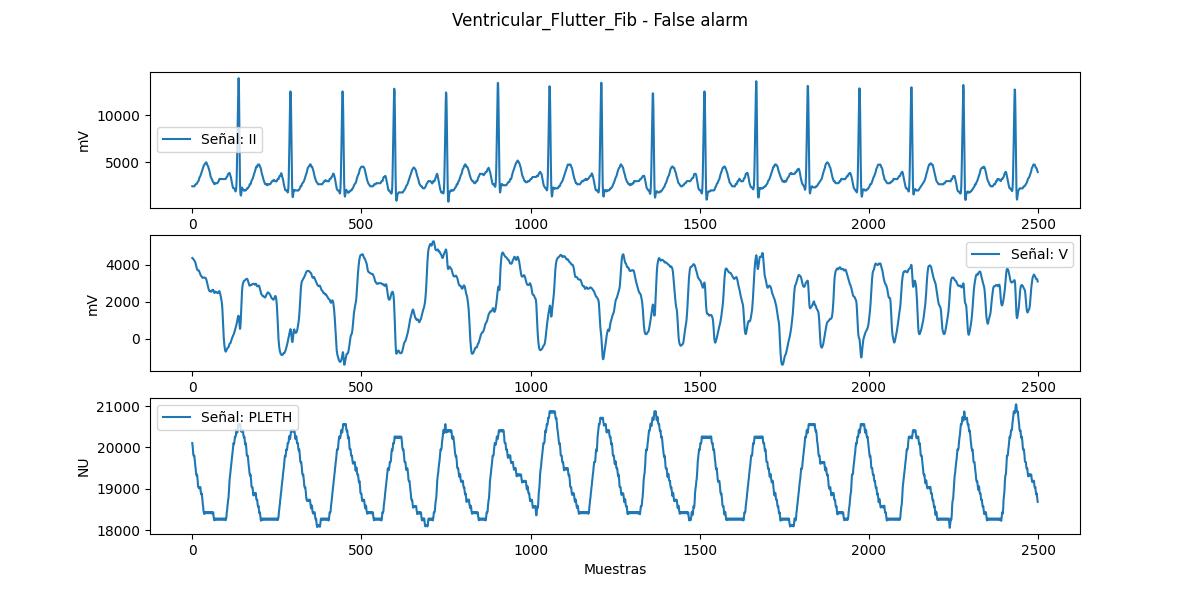 Ventricular_Flutter_Fib - False alarm
mV
10000
5000
Señal: II
0 500 1000 1500 2000 2500
mV
4000
2000
0
Señal: V
0 500 1000 1500 2000 2500
NU
21000
20000
19000
18000
Señal: PLETH
0 500 1000 1500 2000 2500
Muestras